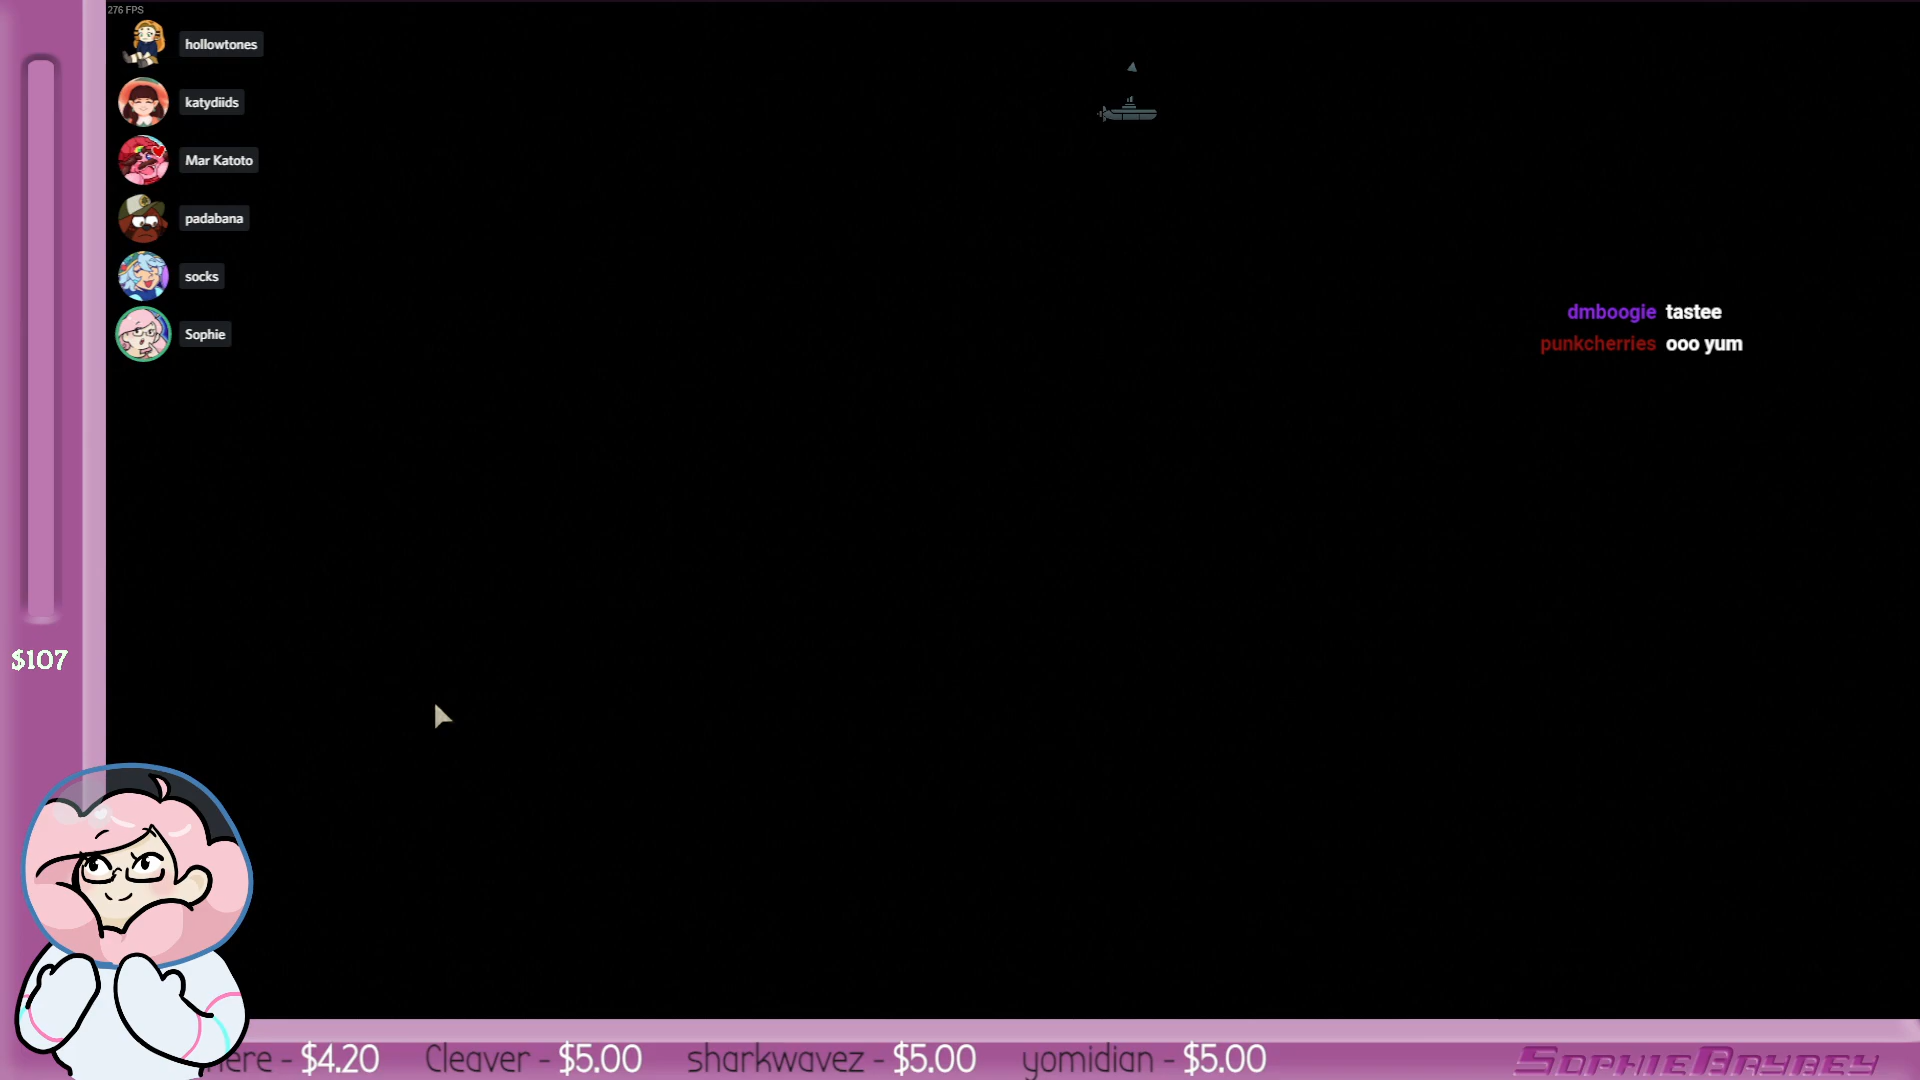 276 FPS
hollowtones
katydiids
Mar Katoto
padabana
socks
Sophie
dmboogie tastee
punkcherries ooo yum
$107
ere - $4.20 Cleaver - $5.00 sharkwavez - $5.00 yomidian - $5.00
SophieBayBey